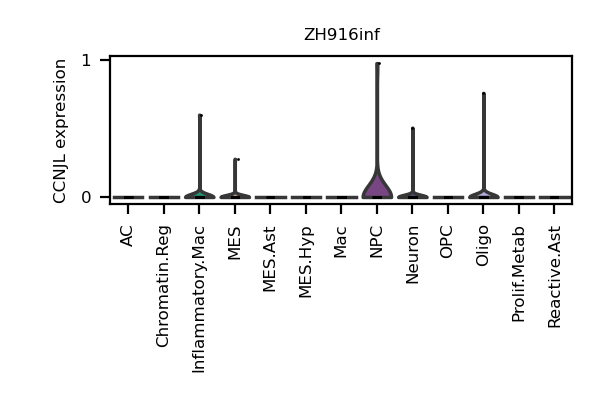 ZH916inf
CCNJL expression
1
0
AC
Chromatin.Reg
Inflammatory.Mac
MES
MES.Ast
MES.Hyp
Mac
NPC
Neuron
OPC
Oligo
Prolif.Metab
Reactive.Ast